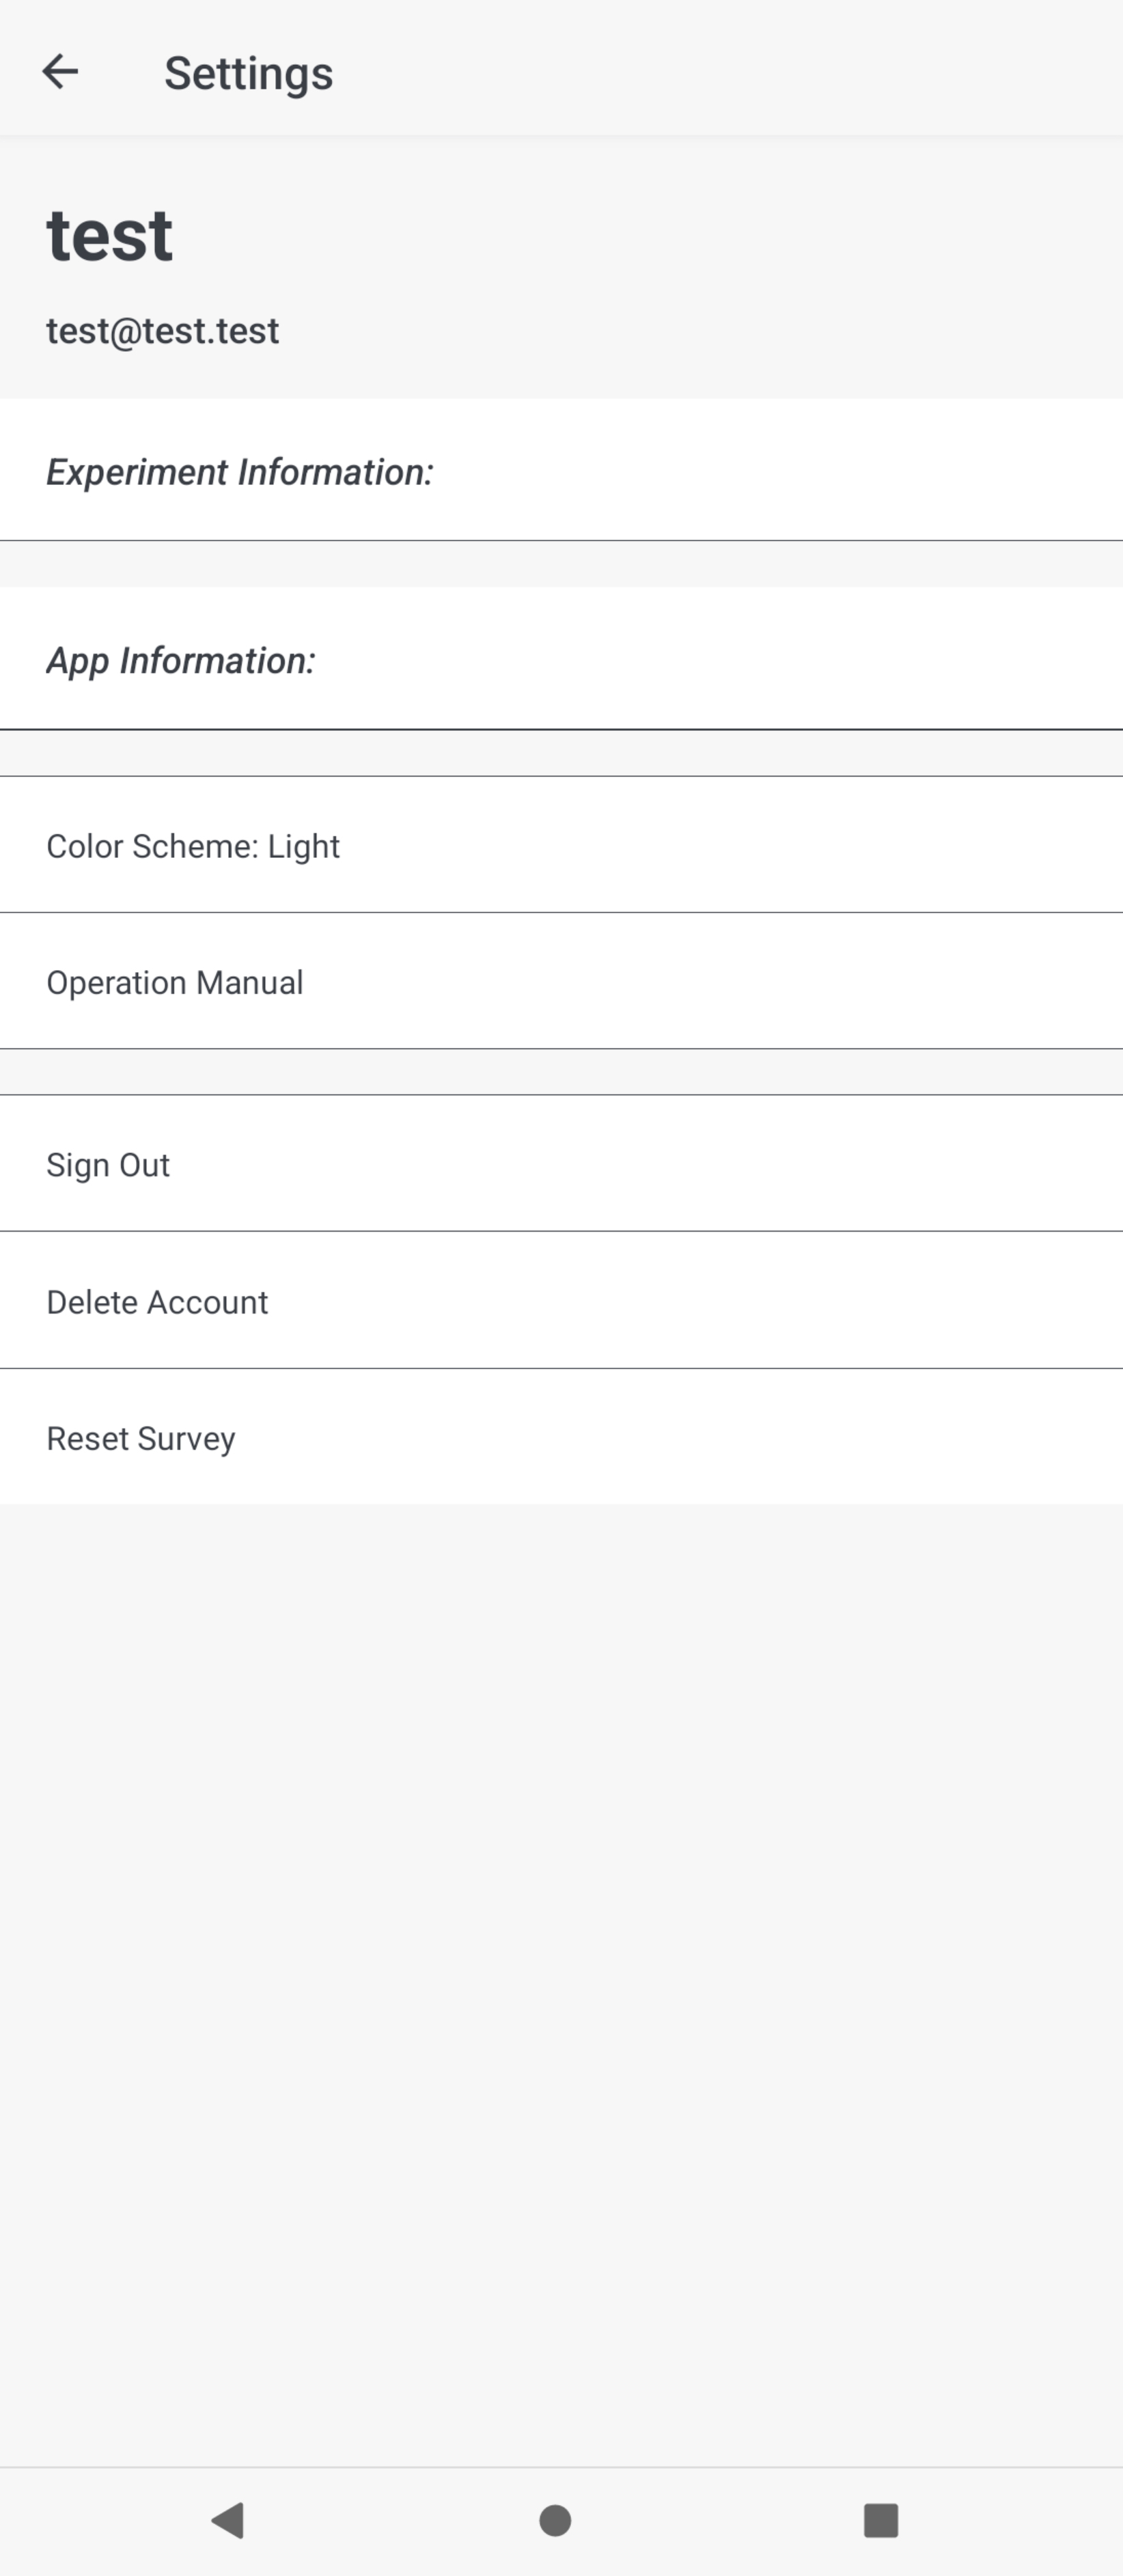 Settings
test
test@test.test
Experiment Information:
App Information:
Color Scheme: Light
Operation Manual
Sign Out
Delete Account
Reset Survey